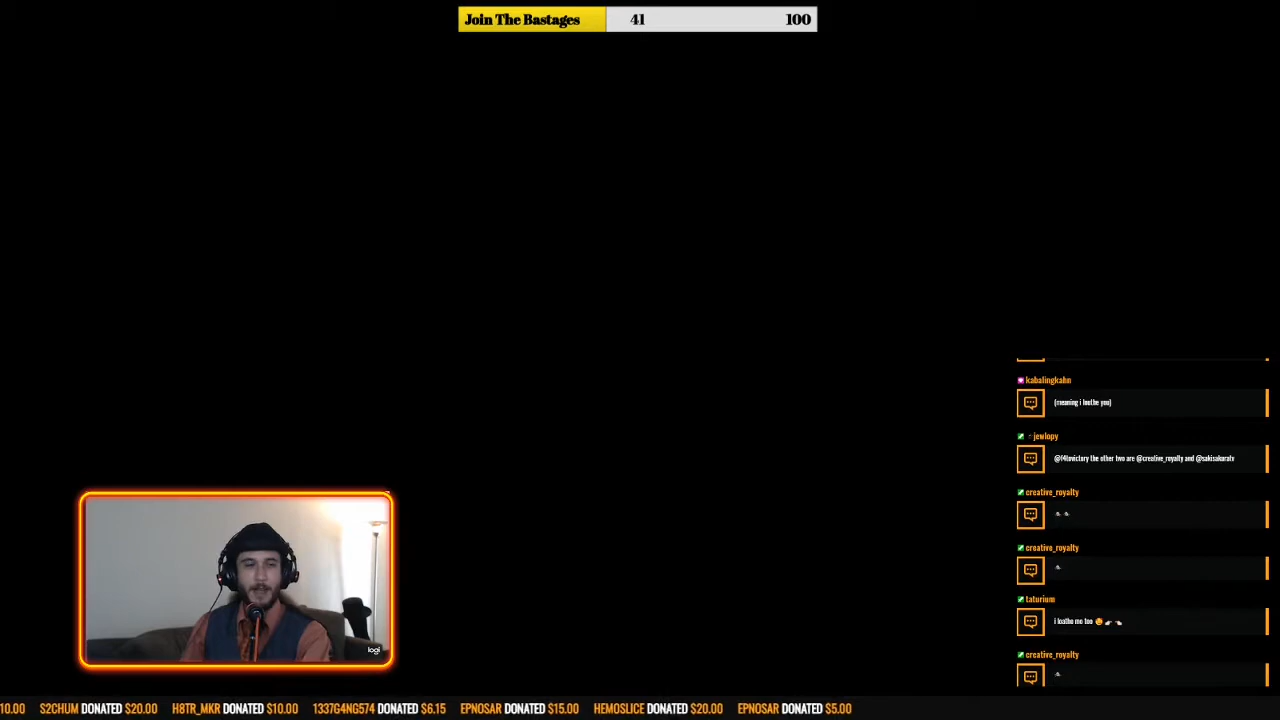 Join The Bastages 41 100
kabalingkahn
(meaning i loathe you)
jewlopy
@f4tovictory the other two are @creative_royalty and @sakisakuratv
creative_royalty
creative_royalty
taturium
i loathe me too
creative_royalty
logi
10.00 S2CHUM DONATED $20.00 H8TR_MKR DONATED $10.00 1337G4NG574 DONATED $6.15 EPNOSAR DONATED $15.00 HEMOSLICE DONATED $20.00 EPNOSAR DONATED $5.00